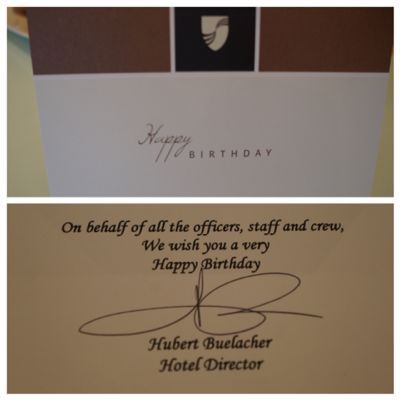 Happy
BIRTHDAY
On behalf of all the officers, staff and crew,
We wish you a very
Happy Birthday
Hubert Buelacher
Hotel Director